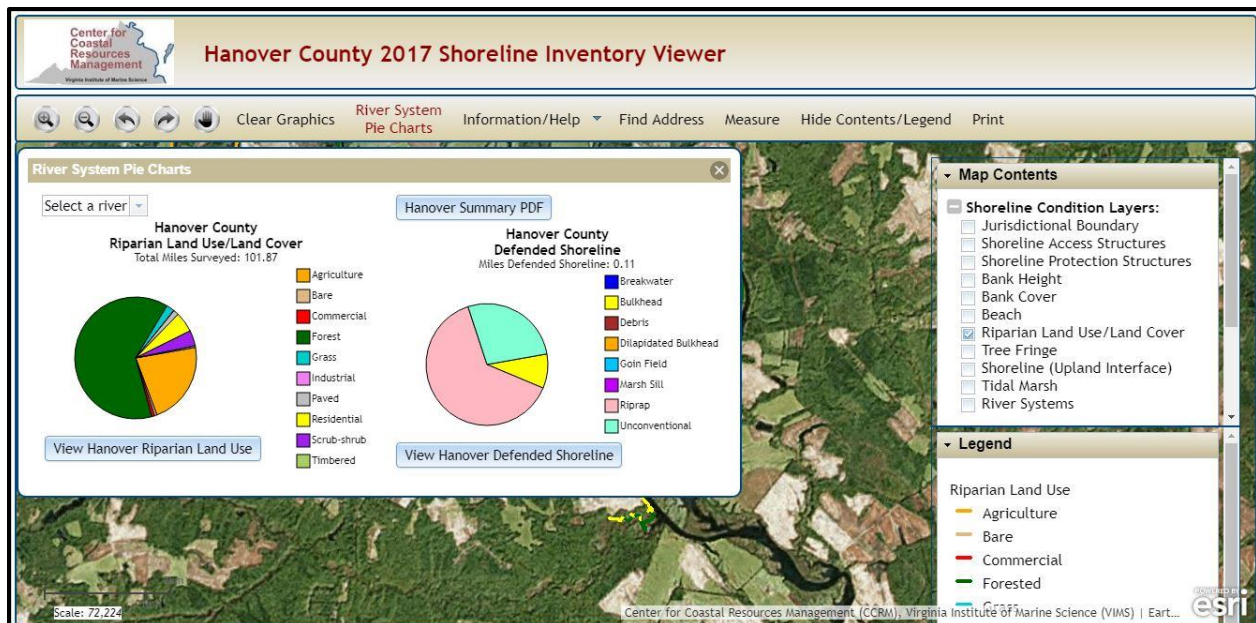 Center for
Coastal
Resources
Management
Virginia Institute of Marine Science
Hanover County 2017 Shoreline Inventory Viewer
Clear Graphics
River System
Pie Charts
Information/Help
Find Address
Measure
Hide Contents/Legend
Print
River System Pie Charts
Select a river
Hanover County
Riparian Land Use/Land Cover
Total Miles Surveyed: 101.87
Agriculture
Bare
Commercial
Forest
Grass
Industrial
Paved
Residential
Scrub-shrub
Timbered
View Hanover Riparian Land Use
Hanover Summary PDF
Hanover County
Defended Shoreline
Miles Defended Shoreline: 0.11
Breakwater
Bulkhead
Debris
Dilapidated Bulkhead
Goin Field
Marsh Sill
Riprap
Unconventional
View Hanover Defended Shoreline
Map Contents
Shoreline Condition Layers:
Jurisdictional Boundary
Shoreline Access Structures
Shoreline Protection Structures
Bank Height
Bank Cover
Beach
Riparian Land Use/Land Cover
Tree Fringe
Shoreline (Upland Interface)
Tidal Marsh
River Systems
Legend
Riparian Land Use
Agriculture
Bare
Commercial
Forested
Grass
Scale: 72,224
Center for Coastal Resources Management (CCRM), Virginia Institute of Marine Science (VIMS) | Eart...
POWERED BY
esri